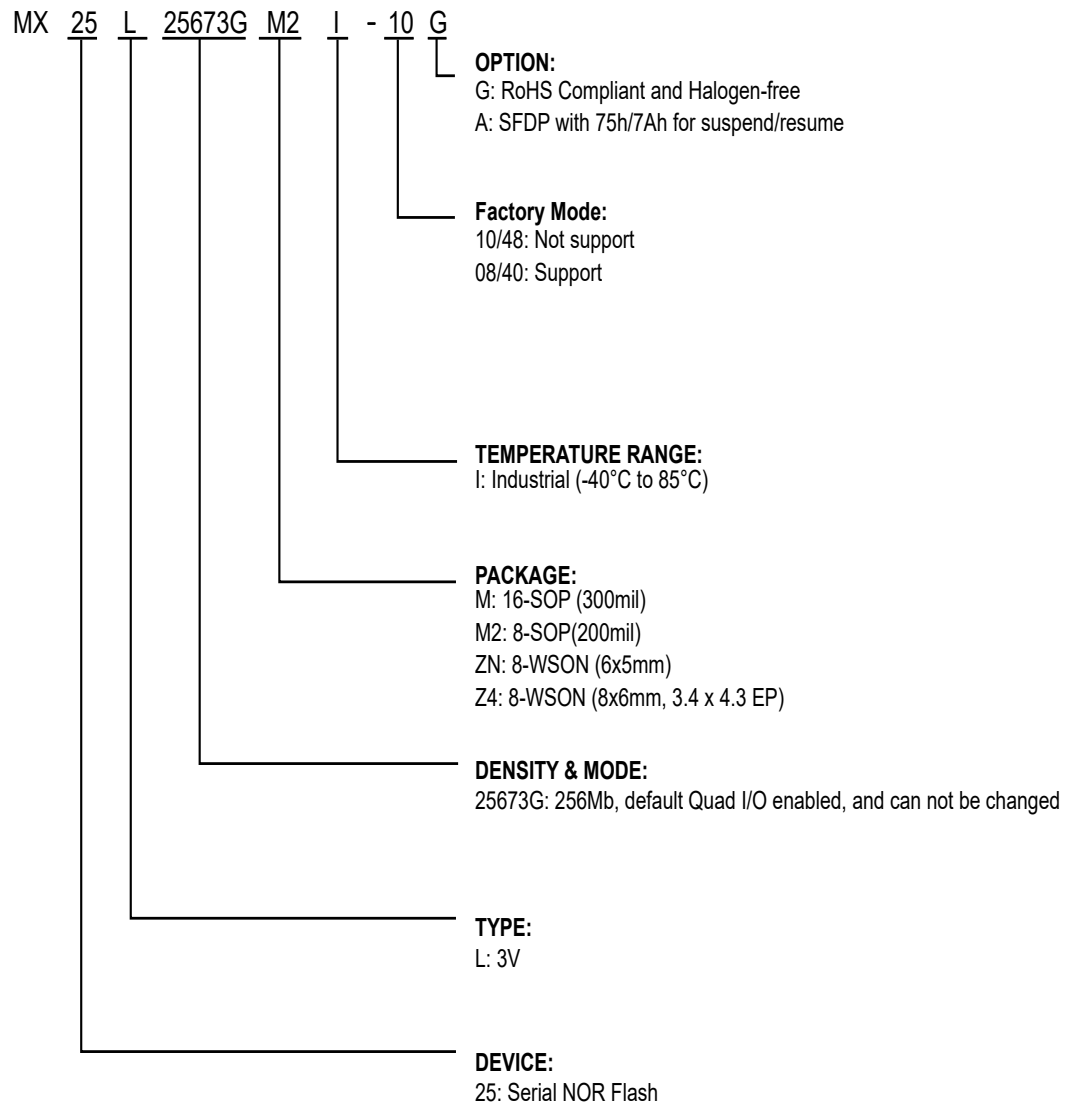 MX 25 L 25673G M2 I - 10 G
OPTION:
G: RoHS Compliant and Halogen-free
A: SFDP with 75h/7Ah for suspend/resume
Factory Mode:
10/48: Not support
08/40: Support
TEMPERATURE RANGE:
I: Industrial (-40°C to 85°C)
PACKAGE:
M: 16-SOP (300mil)
M2: 8-SOP(200mil)
ZN: 8-WSON (6x5mm)
Z4: 8-WSON (8x6mm, 3.4 x 4.3 EP)
DENSITY & MODE:
25673G: 256Mb, default Quad I/O enabled, and can not be changed
TYPE:
L: 3V
DEVICE:
25: Serial NOR Flash